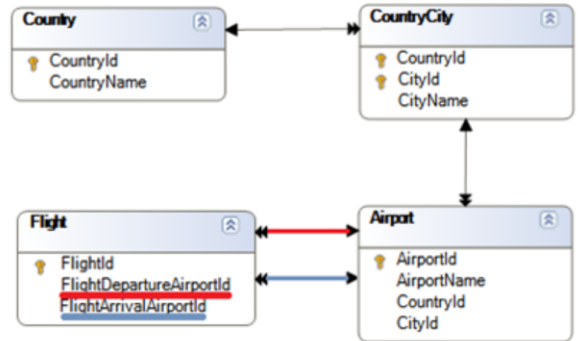 Country
CountryId
CountryName
CountryCity
CountryId
CityId
CityName
Flight
FlightId
FlightDepartureAirportId
FlightArrivalAirportId
Airport
AirportId
AirportName
CountryId
CityId